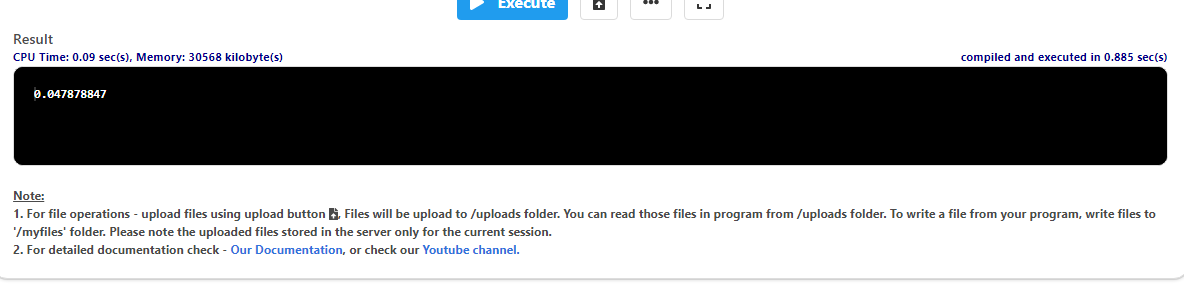 Execute
Result
CPU Time: 0.09 sec(s), Memory: 30568 kilobyte(s)
compiled and executed in 0.885 sec(s)
0.047878847
Note:
1. For file operations - upload files using upload button , Files will be upload to /uploads folder. You can read those files in program from /uploads folder. To write a file from your program, write files to
'/myfiles' folder. Please note the uploaded files stored in the server only for the current session.
2. For detailed documentation check - Our Documentation, or check our Youtube channel.